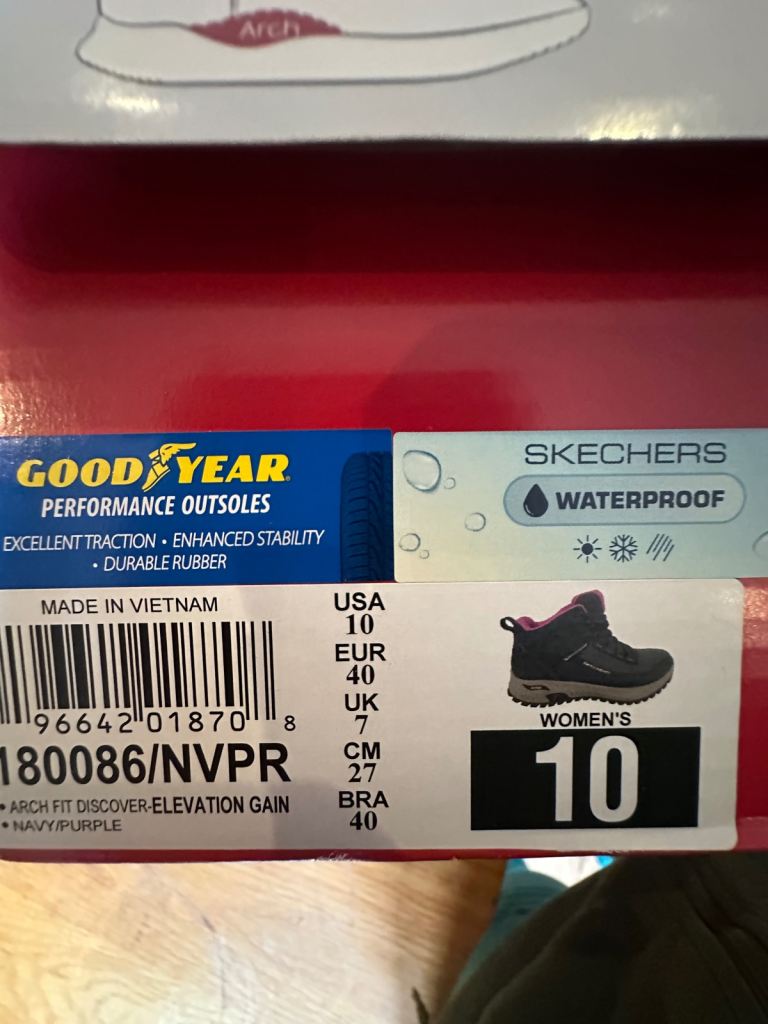 Arch
GOOD YEAR
PERFORMANCE OUTSOLES
EXCELLENT TRACTION • ENHANCED STABILITY
• DURABLE RUBBER
SKECHERS
WATERPROOF
MADE IN VIETNAM
96642 01870 8
180086/NVPR
• ARCH FIT DISCOVER-ELEVATION GAIN
• NAVY/PURPLE
USA
10
EUR
40
UK
7
CM
27
BRA
40
WOMEN'S
10